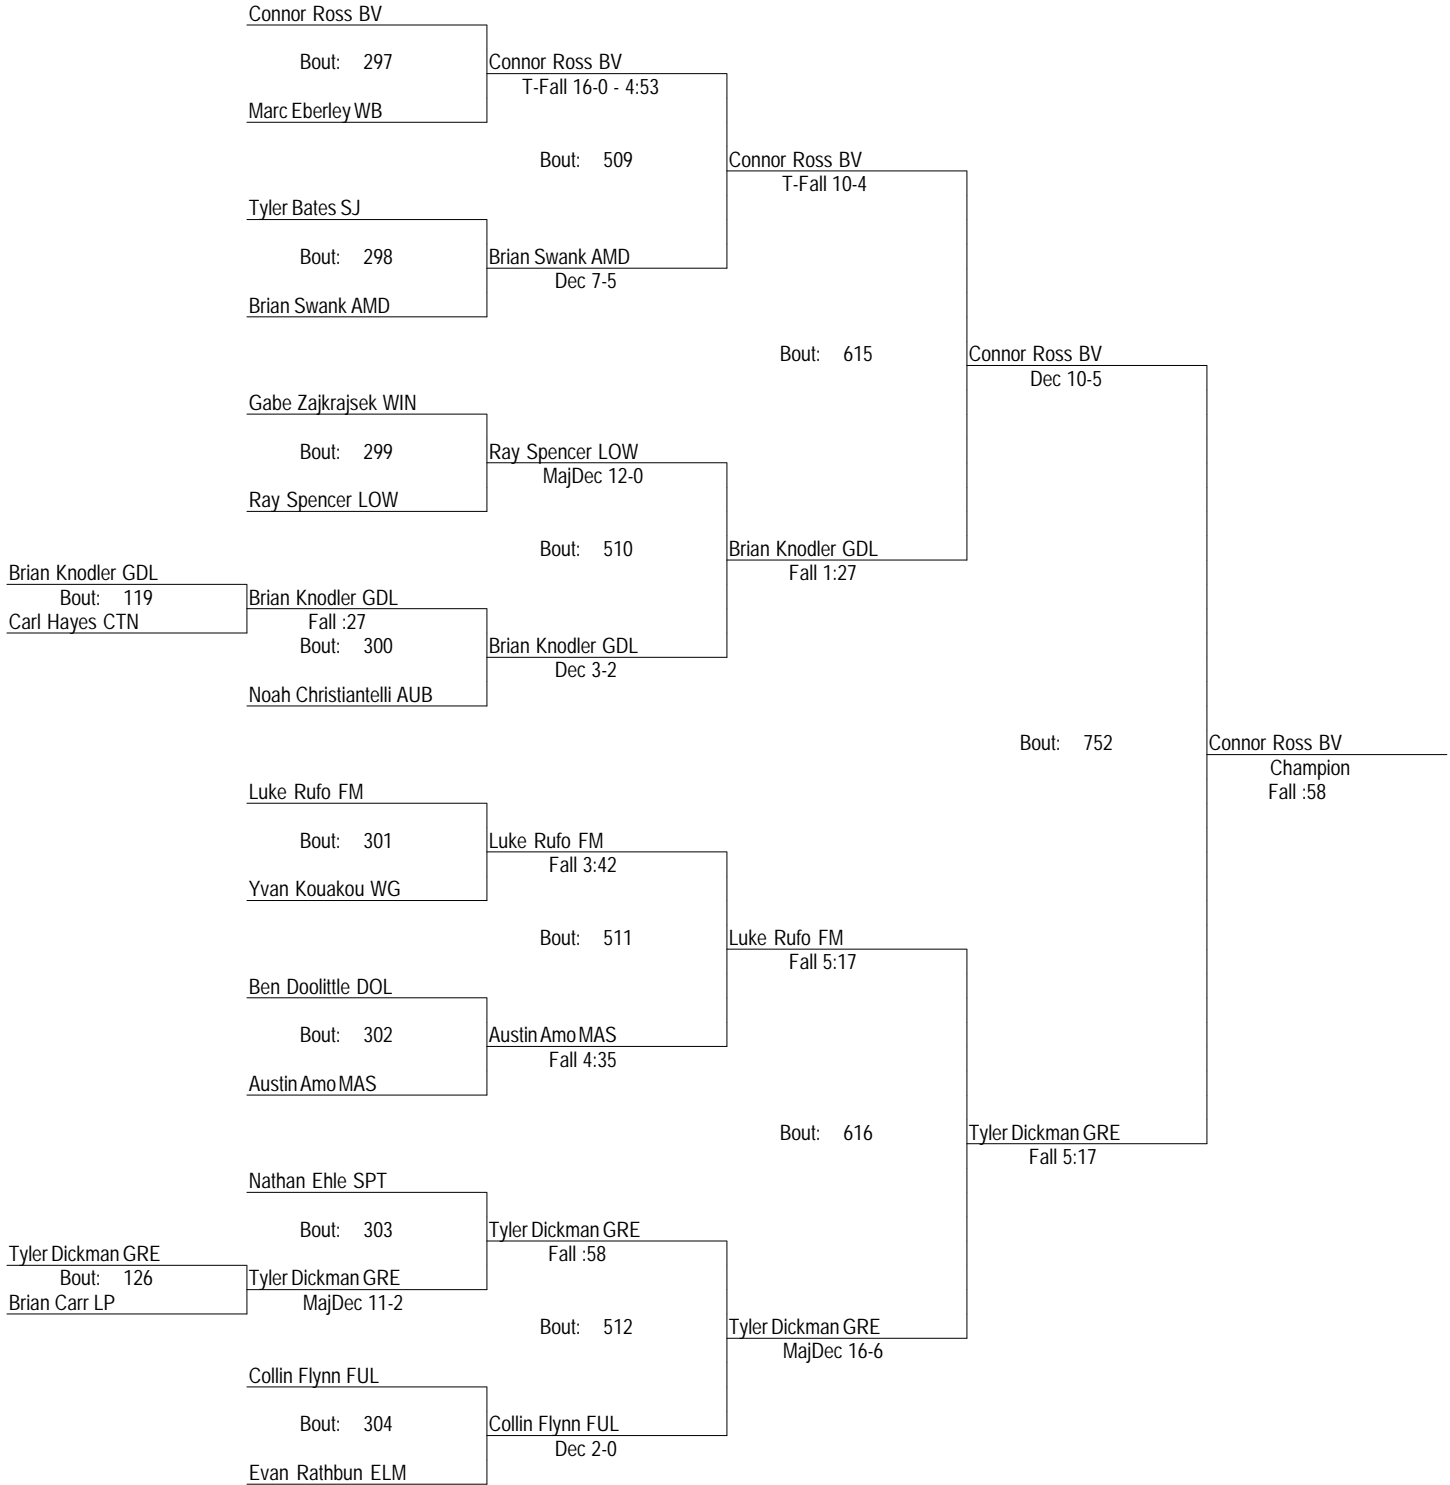 Connor Ross BV
Bout: 297
Connor Ross BV
T-Fall 16-0 - 4:53
Marc Eberley WB
Bout: 509
Connor Ross BV
T-Fall 10-4
Tyler Bates SJ
Bout: 298
Brian Swank AMD
Dec 7-5
Brian Swank AMD
Bout: 615
Connor Ross BV
Dec 10-5
Gabe Zajkrajsek WIN
Bout: 299
Ray Spencer LOW
MajDec 12-0
Ray Spencer LOW
Bout: 510
Brian Knodler GDL
Fall 1:27
Brian Knodler GDL
Bout: 119
Carl Hayes CTN
Brian Knodler GDL
Fall :27
Bout: 300
Brian Knodler GDL
Dec 3-2
Noah Christiantelli AUB
Bout: 752
Connor Ross BV
Champion
Fall :58
Luke Rufo FM
Bout: 301
Luke Rufo FM
Fall 3:42
Yvan Kouakou WG
Bout: 511
Luke Rufo FM
Fall 5:17
Ben Doolittle DOL
Bout: 302
Austin Amo MAS
Fall 4:35
Austin Amo MAS
Bout: 616
Tyler Dickman GRE
Fall 5:17
Nathan Ehle SPT
Bout: 303
Tyler Dickman GRE
Fall :58
Tyler Dickman GRE
Bout: 126
Brian Carr LP
Tyler Dickman GRE
MajDec 11-2
Bout: 512
Tyler Dickman GRE
MajDec 16-6
Collin Flynn FUL
Bout: 304
Collin Flynn FUL
Dec 2-0
Evan Rathbun ELM